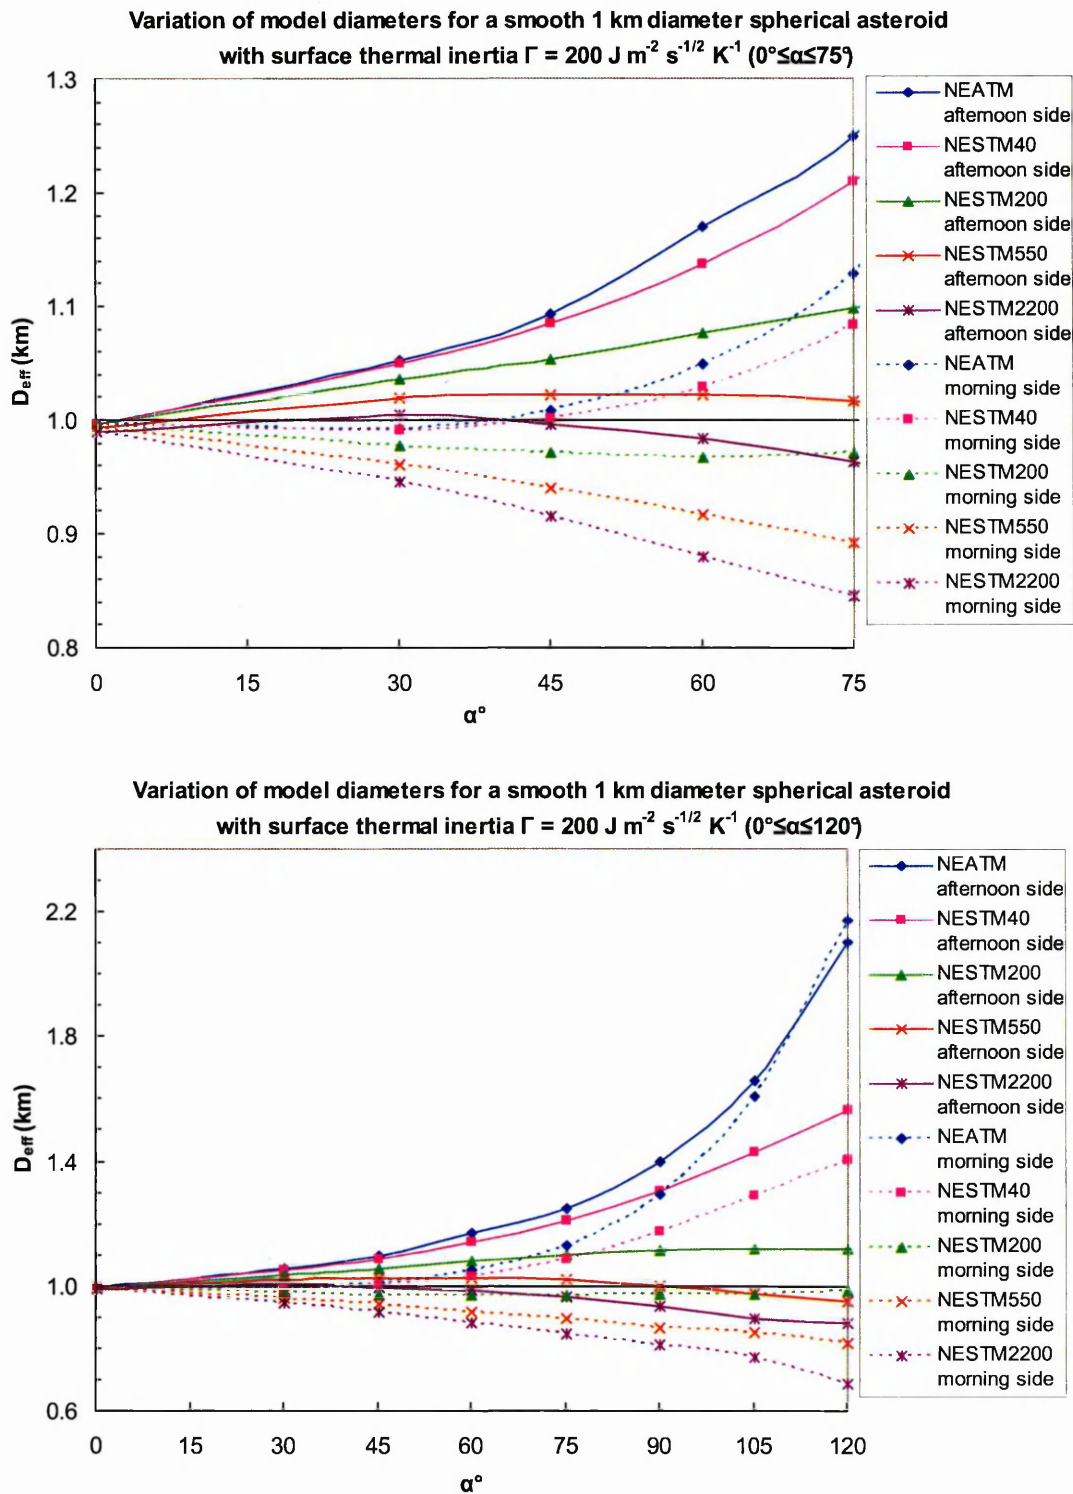 Variation of model diameters for a smooth 1 km diameter spherical asteroid
with surface thermal inertia Γ = 200 J m⁻² s⁻¹/² K⁻¹ (0°≤α≤75°)
1.3
1.2
1.1
1.0
0.9
0.8
D_eff (km)
0
15
30
45
60
75
α°
NEATM
afternoon side
NESTM40
afternoon side
NESTM200
afternoon side
NESTM550
afternoon side
NESTM2200
afternoon side
NEATM
morning side
NESTM40
morning side
NESTM200
morning side
NESTM550
morning side
NESTM2200
morning side
Variation of model diameters for a smooth 1 km diameter spherical asteroid
with surface thermal inertia Γ = 200 J m⁻² s⁻¹/² K⁻¹ (0°≤α≤120°)
2.2
1.8
1.4
1.0
0.6
D_eff (km)
0
15
30
45
60
75
90
105
120
α°
NEATM
afternoon side
NESTM40
afternoon side
NESTM200
afternoon side
NESTM550
afternoon side
NESTM2200
afternoon side
NEATM
morning side
NESTM40
morning side
NESTM200
morning side
NESTM550
morning side
NESTM2200
morning side